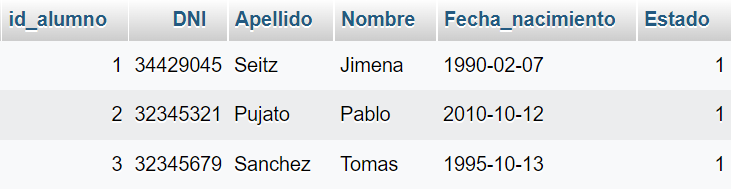 id_alumno DNI Apellido Nombre Fecha_nacimiento Estado
1 34429045 Seitz Jimena 1990-02-07 1
2 32345321 Pujato Pablo 2010-10-12 1
3 32345679 Sanchez Tomas 1995-10-13 1